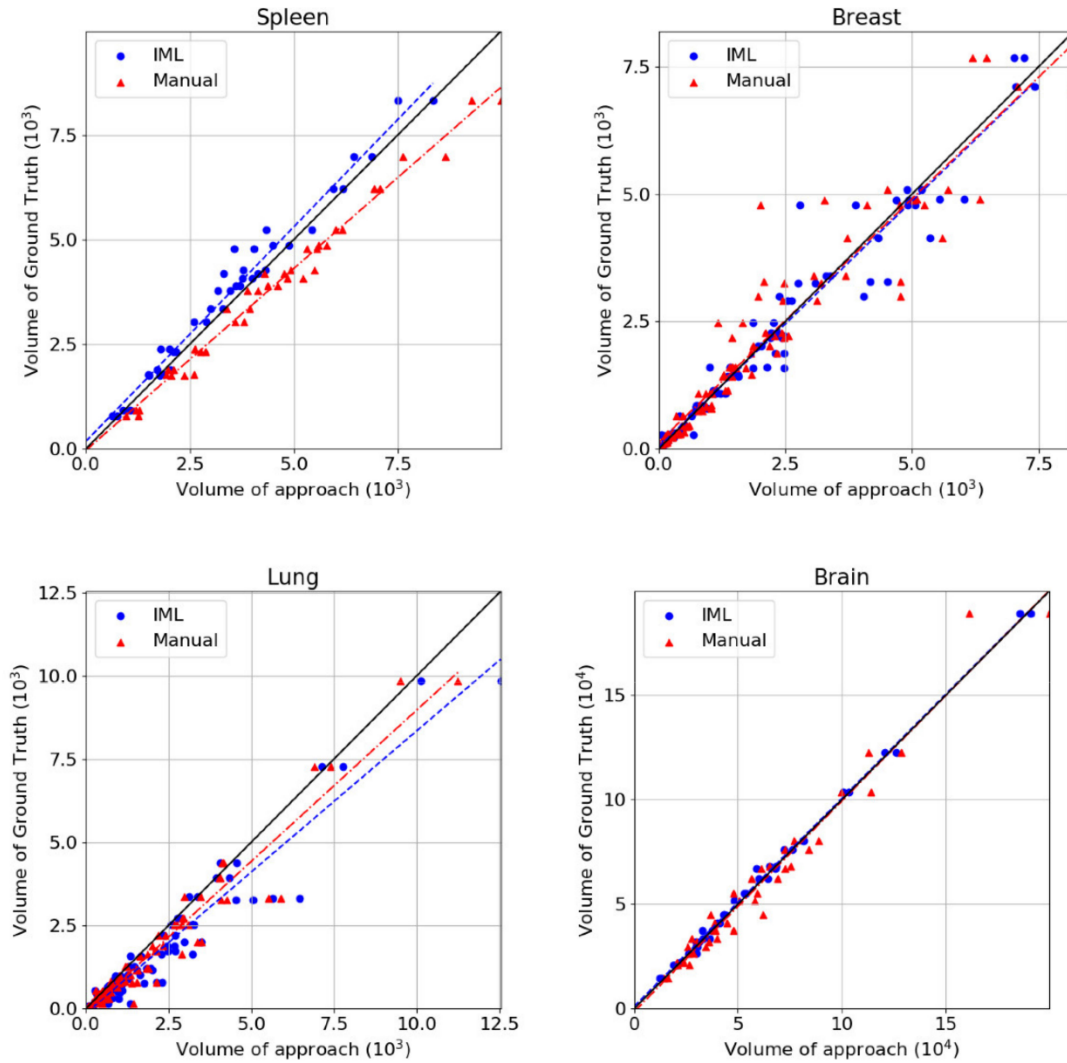 Spleen
IML
Manual
Volume of Ground Truth (10³)
7.5
5.0
2.5
0.0
0.0 2.5 5.0 7.5
Volume of approach (10³)
Breast
IML
Manual
Volume of Ground Truth (10³)
7.5
5.0
2.5
0.0
0.0 2.5 5.0 7.5
Volume of approach (10³)
Lung
IML
Manual
Volume of Ground Truth (10³)
12.5
10.0
7.5
5.0
2.5
0.0
0.0 2.5 5.0 7.5 10.0 12.5
Volume of approach (10³)
Brain
IML
Manual
Volume of Ground Truth (10⁴)
15
10
5
0
0 5 10 15
Volume of approach (10⁴)